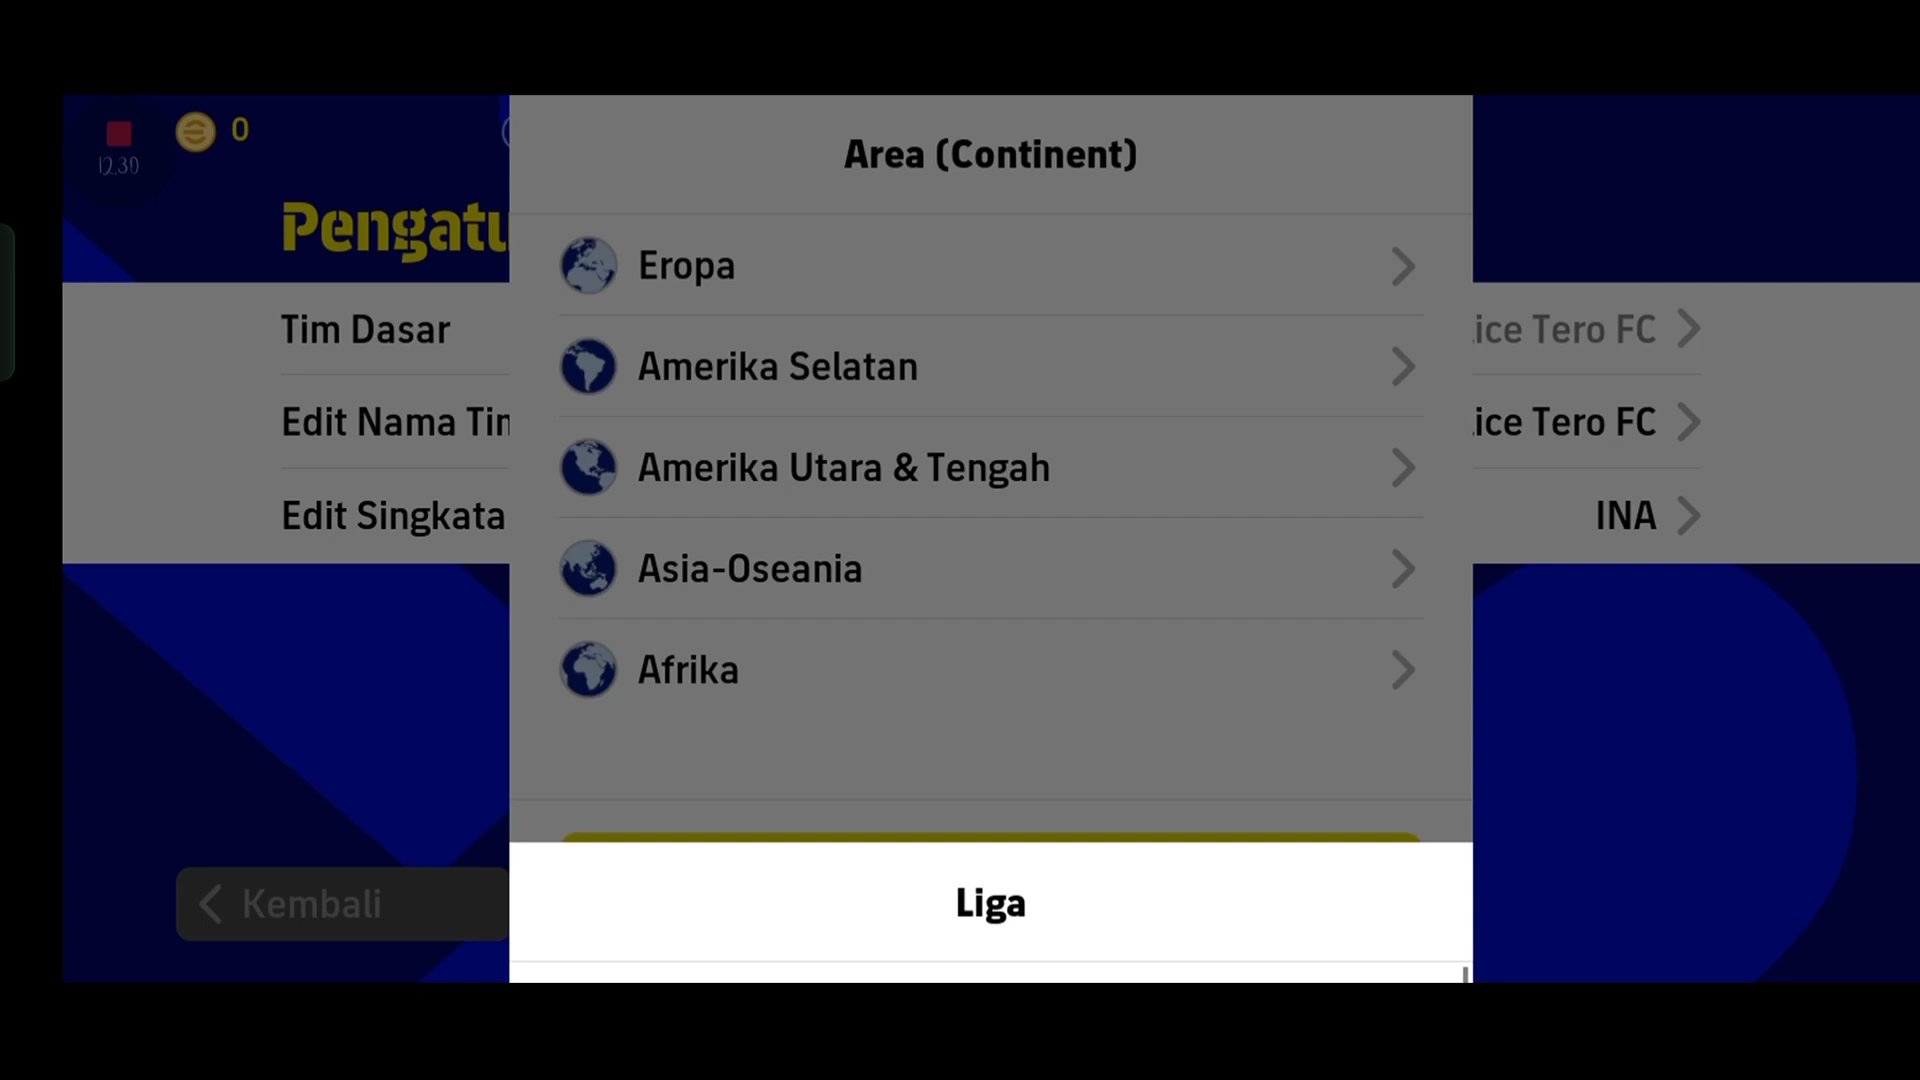 0
12.30
Pengatu
Area (Continent)
Eropa
Amerika Selatan
Amerika Utara & Tengah
Asia-Oseania
Afrika
Tim Dasar
ice Tero FC
Edit Nama Tim
ice Tero FC
Edit Singkata
INA
Kembali
Liga